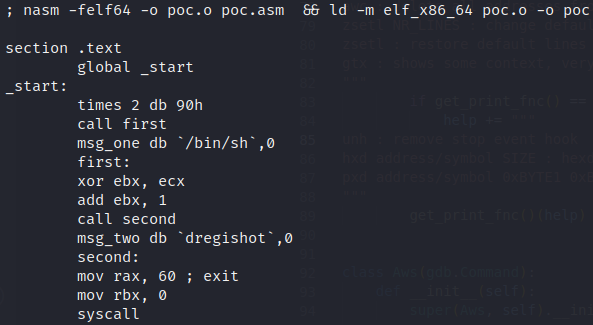 ; nasm -felf64 -o poc.o poc.asm  && ld -m elf_x86_64 poc.o -o poc
section .text
global _start
_start:
times 2 db 90h
call first
msg_one db `/bin/sh`,0
first:
xor ebx, ecx
add ebx, 1
call second
msg_two db `dregishot`,0
second:
mov rax, 60 ; exit
mov rbx, 0
syscall